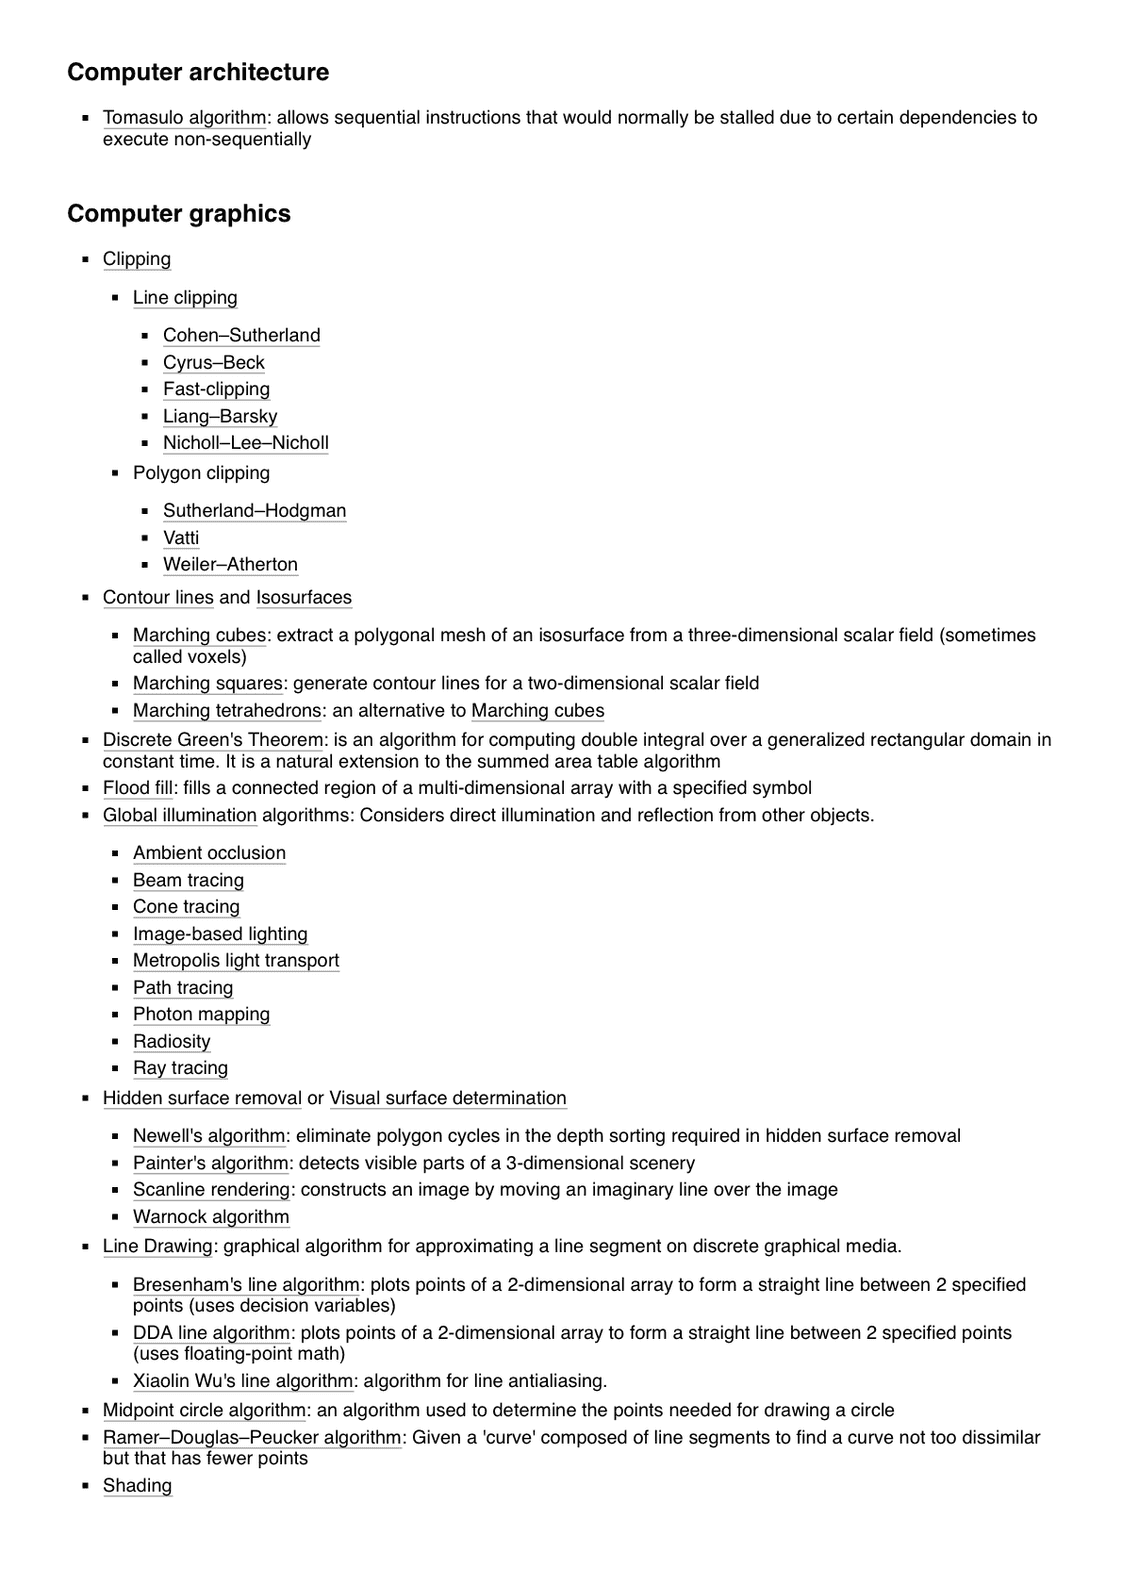 Computer architecture
Tomasulo algorithm: allows sequential instructions that would normally be stalled due to certain dependencies to
execute non-sequentially
Computer graphics
Clipping
Line clipping
Cohen–Sutherland
Cyrus–Beck
Fast-clipping
Liang–Barsky
Nicholl–Lee–Nicholl
Polygon clipping
Sutherland–Hodgman
Vatti
Weiler–Atherton
Contour lines and Isosurfaces
Marching cubes: extract a polygonal mesh of an isosurface from a three-dimensional scalar field (sometimes
called voxels)
Marching squares: generate contour lines for a two-dimensional scalar field
Marching tetrahedrons: an alternative to Marching cubes
Discrete Green's Theorem: is an algorithm for computing double integral over a generalized rectangular domain in
constant time. It is a natural extension to the summed area table algorithm
Flood fill: fills a connected region of a multi-dimensional array with a specified symbol
Global illumination algorithms: Considers direct illumination and reflection from other objects.
Ambient occlusion
Beam tracing
Cone tracing
Image-based lighting
Metropolis light transport
Path tracing
Photon mapping
Radiosity
Ray tracing
Hidden surface removal or Visual surface determination
Newell's algorithm: eliminate polygon cycles in the depth sorting required in hidden surface removal
Painter's algorithm: detects visible parts of a 3-dimensional scenery
Scanline rendering: constructs an image by moving an imaginary line over the image
Warnock algorithm
Line Drawing: graphical algorithm for approximating a line segment on discrete graphical media.
Bresenham's line algorithm: plots points of a 2-dimensional array to form a straight line between 2 specified
points (uses decision variables)
DDA line algorithm: plots points of a 2-dimensional array to form a straight line between 2 specified points
(uses floating-point math)
Xiaolin Wu's line algorithm: algorithm for line antialiasing.
Midpoint circle algorithm: an algorithm used to determine the points needed for drawing a circle
Ramer–Douglas–Peucker algorithm: Given a 'curve' composed of line segments to find a curve not too dissimilar
but that has fewer points
Shading